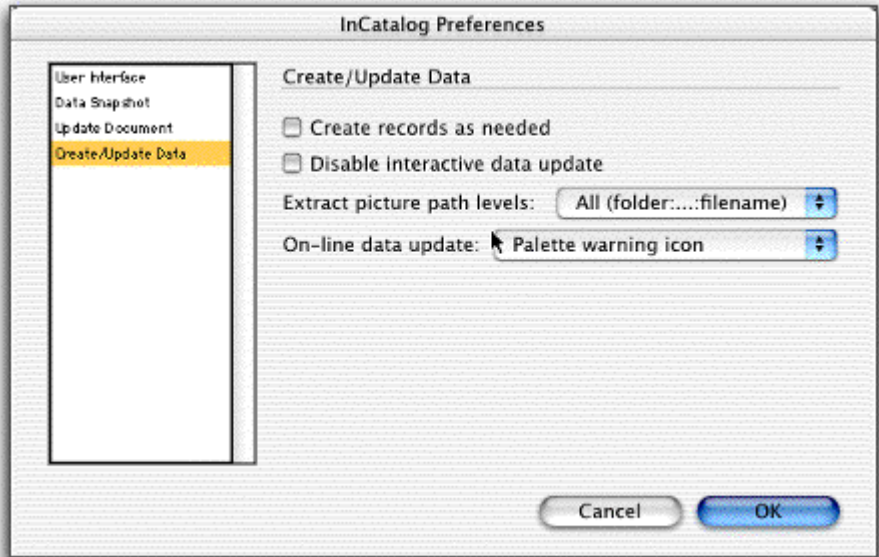 InCatalog Preferences
User Interface
Data Snapshot
Update Document
Create/Update Data
Create/Update Data
Create records as needed
Disable interactive data update
Extract picture path levels: All (folder:...:filename)
On-line data update: Palette warning icon
Cancel OK